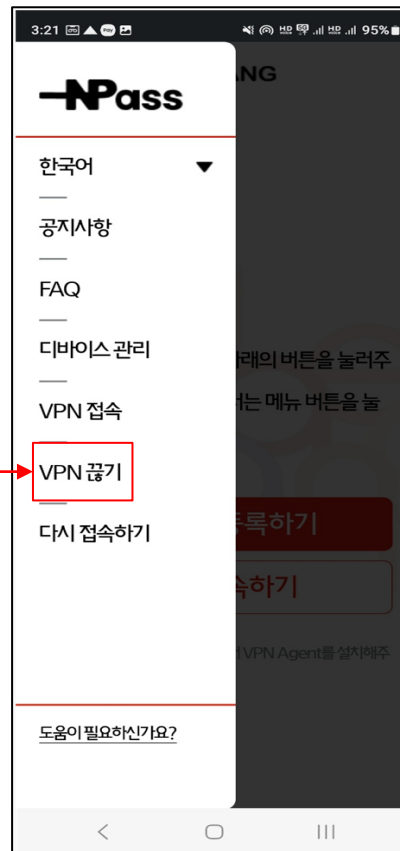 3:21 95%
NPass
ANG
한국어
공지사항
FAQ
디바이스 관리
래의 버튼을 눌러주
VPN 접속
는 메뉴 버튼을 눌
VPN 끊기
다시 접속하기
록하기
속하기
VPN Agent를 설치해주
도움이 필요하신가요?